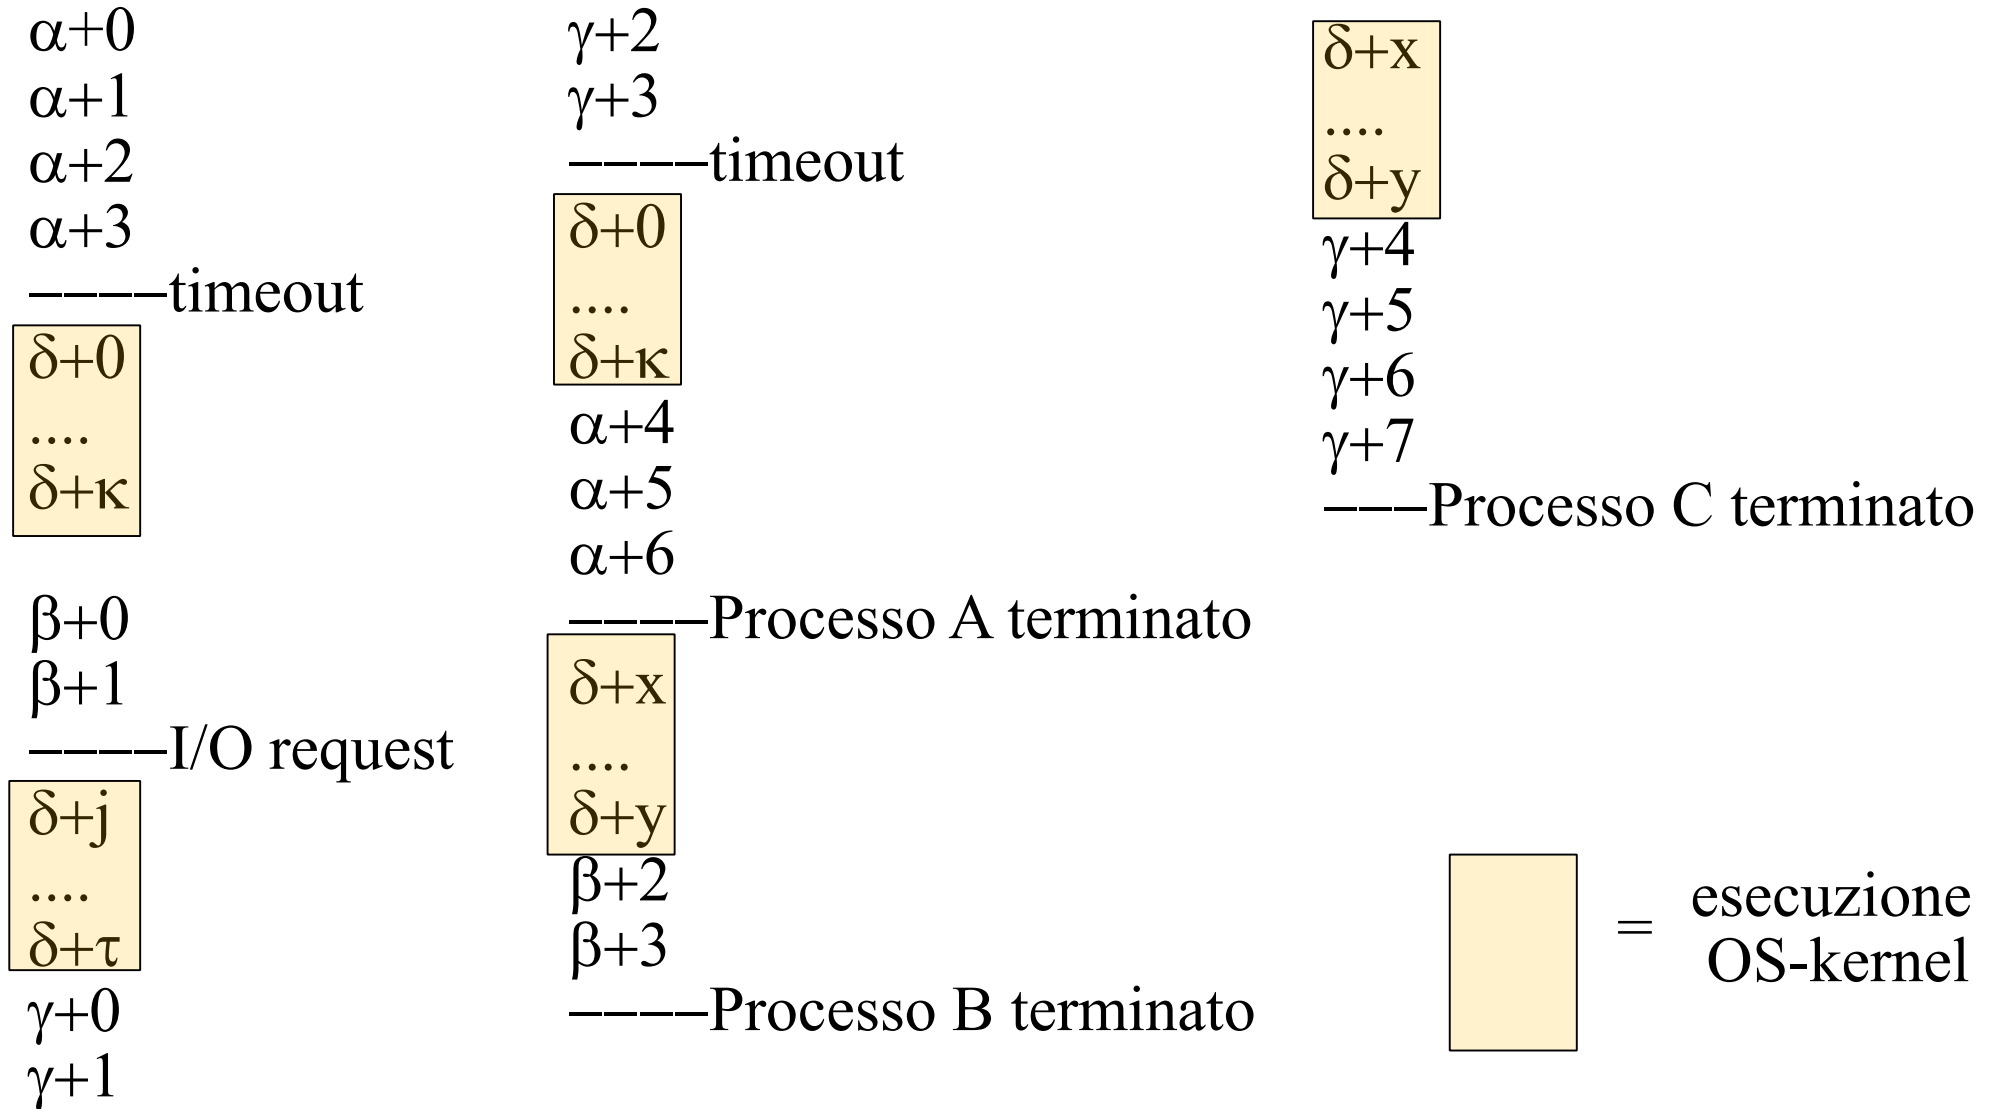 α+0
α+1
α+2
α+3
----timeout
δ+0
....
δ+κ
β+0
β+1
----I/O request
δ+j
....
δ+τ
γ+0
γ+1
γ+2
γ+3
----timeout
δ+0
....
δ+κ
α+4
α+5
α+6
----Processo A terminato
δ+x
....
δ+y
β+2
β+3
----Processo B terminato
δ+x
....
δ+y
γ+4
γ+5
γ+6
γ+7
---Processo C terminato
= esecuzione
OS-kernel